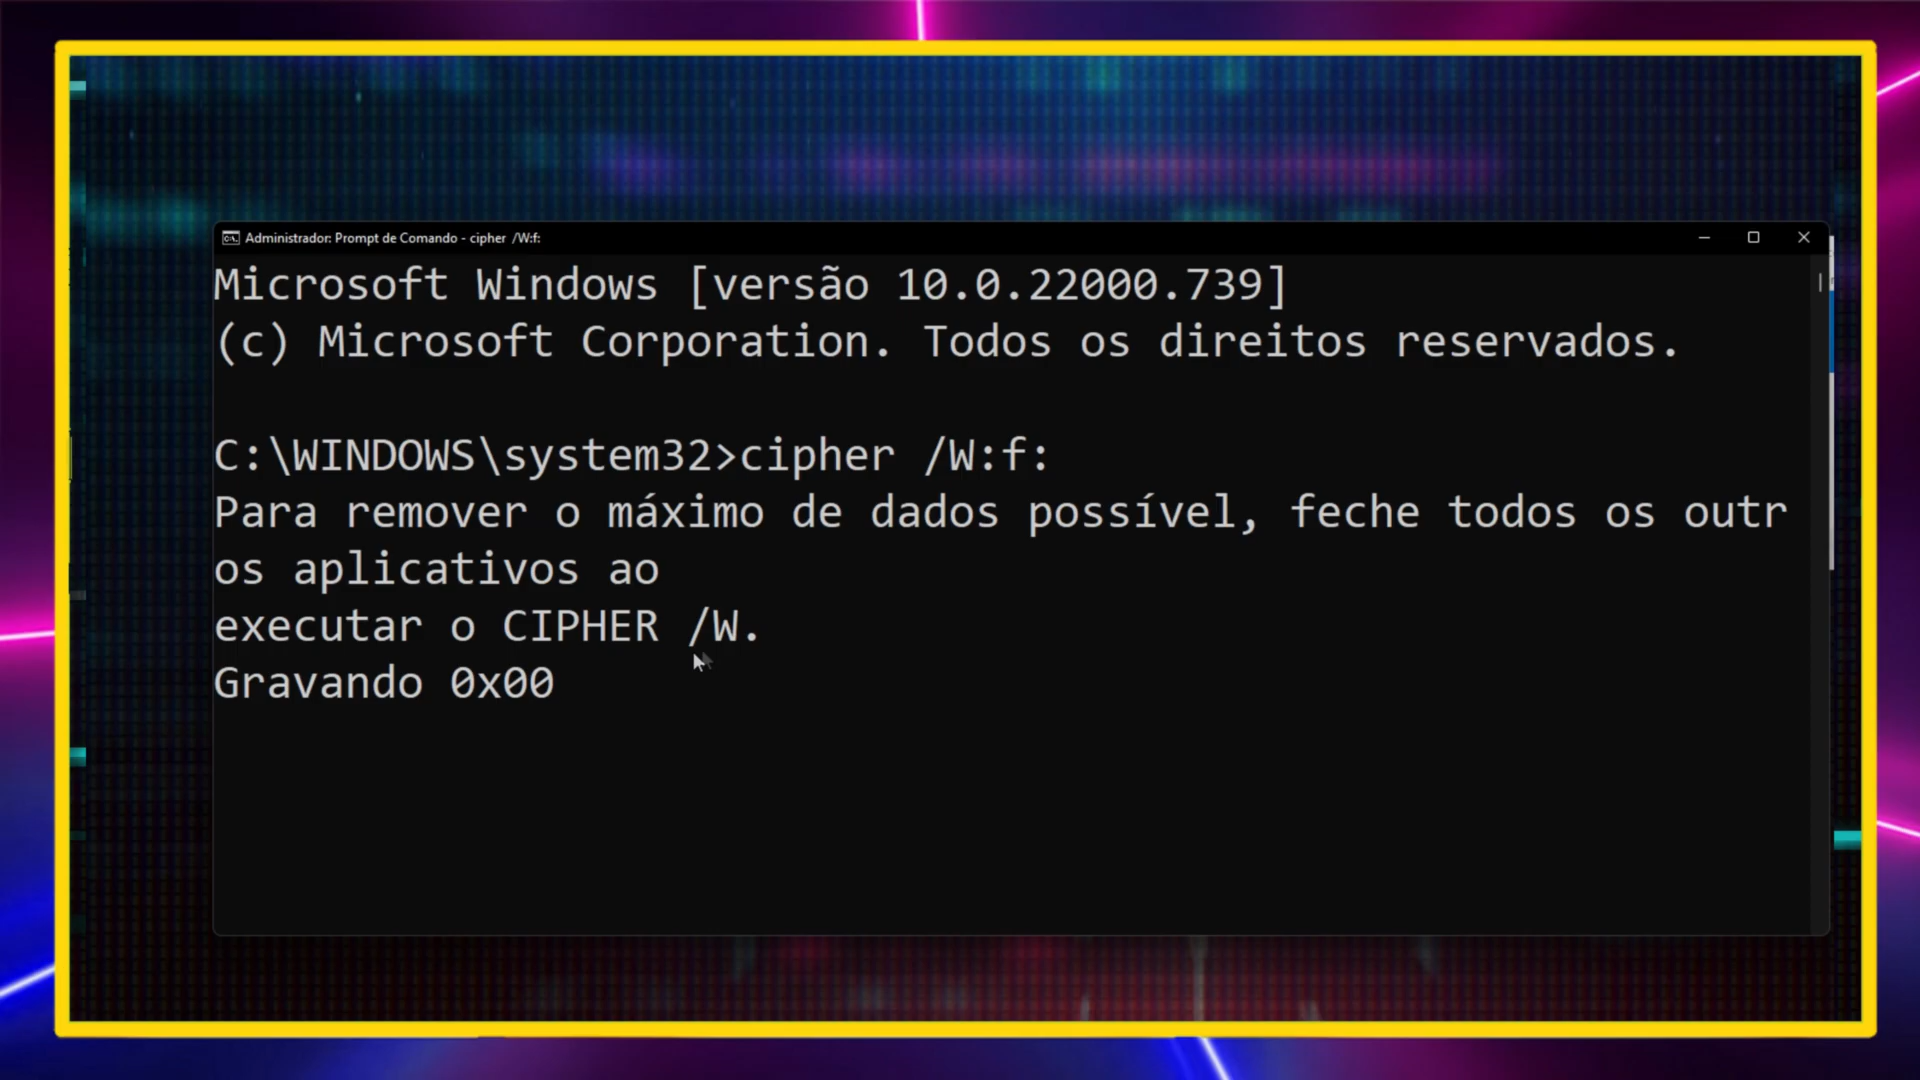 Administrador: Prompt de Comando - cipher /W:f:
Microsoft Windows [versão 10.0.22000.739]
(c) Microsoft Corporation. Todos os direitos reservados.
C:\WINDOWS\system32>cipher /W:f:
Para remover o máximo de dados possível, feche todos os outr
os aplicativos ao
executar o CIPHER /W.
Gravando 0x00